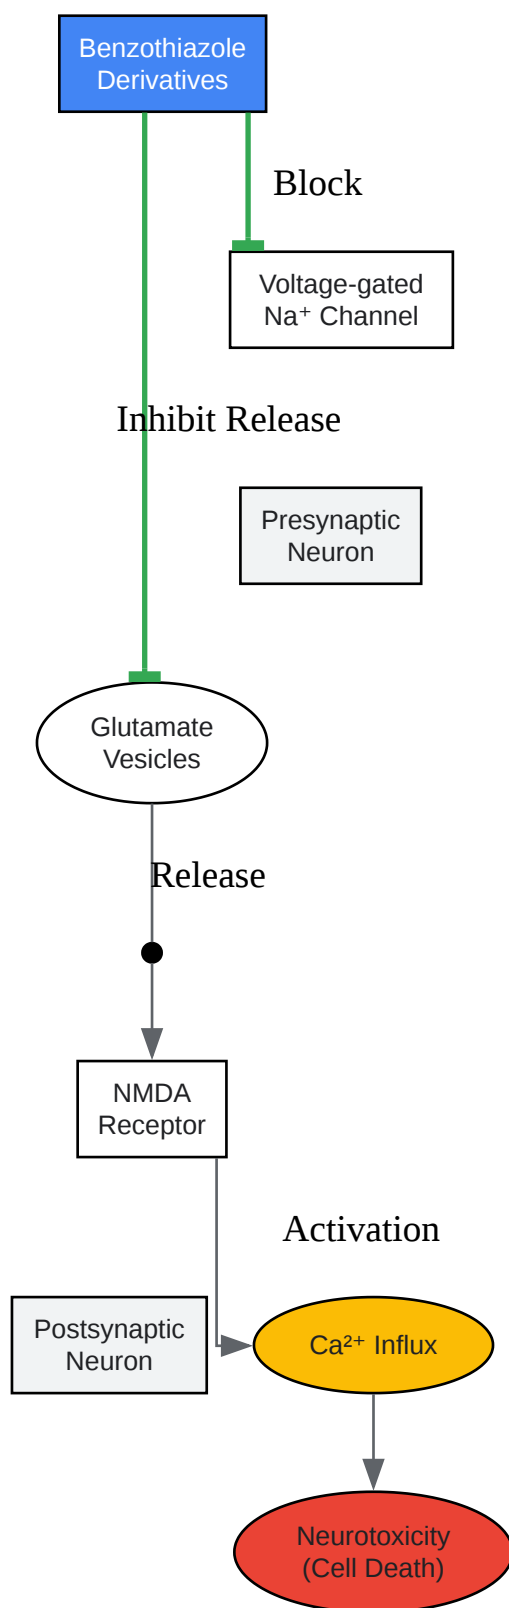 Benzothiazole
Derivatives
Block
Voltage-gated
Na⁺ Channel
Inhibit Release
Presynaptic
Neuron
Glutamate
Vesicles
Release
NMDA
Receptor
Activation
Postsynaptic
Neuron
Ca²⁺ Influx
Neurotoxicity
(Cell Death)